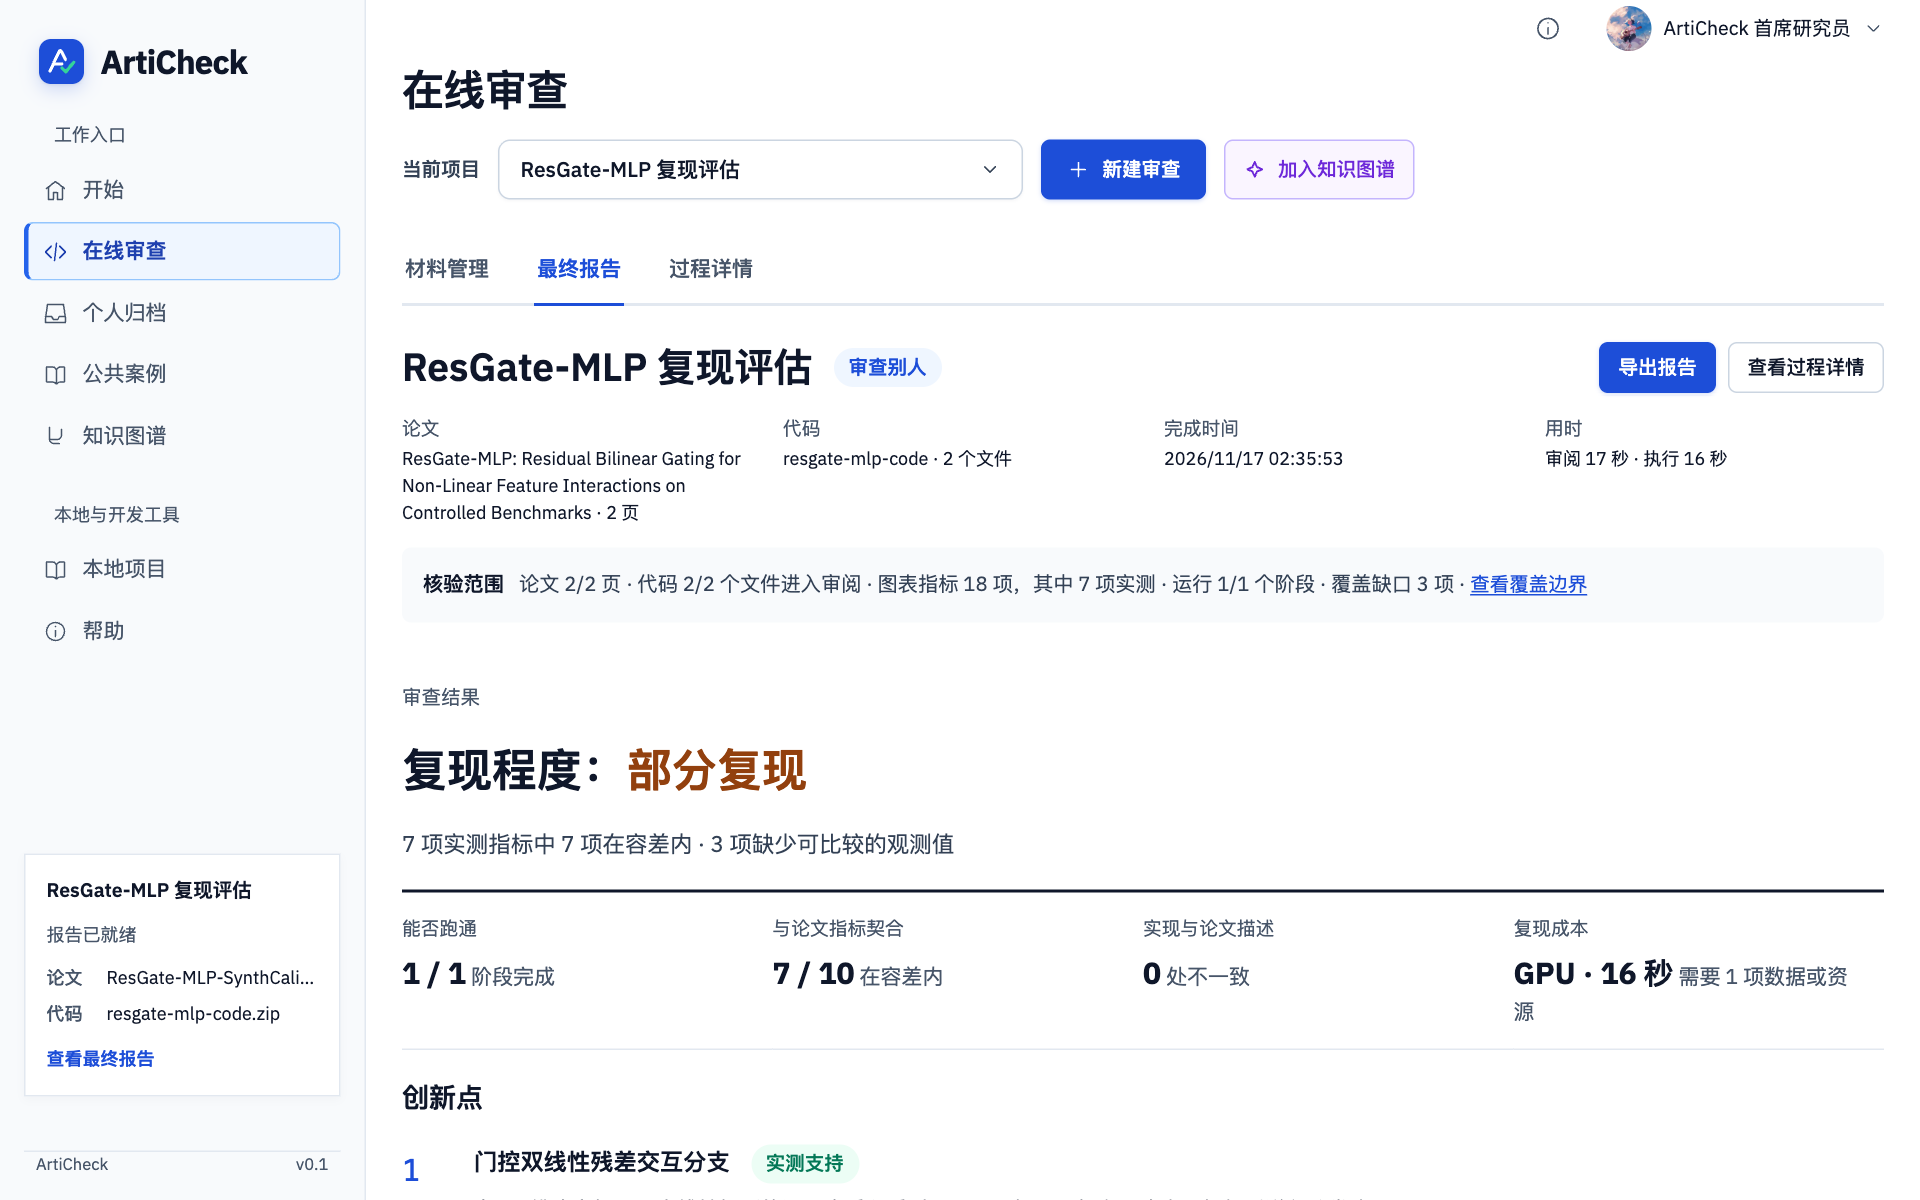 ArtiCheck
工作入口
开始
在线审查
个人归档
公共案例
知识图谱
本地与开发工具
本地项目
帮助
ResGate-MLP 复现评估
报告已就绪
论文 ResGate-MLP-SynthCali...
代码 resgate-mlp-code.zip
查看最终报告
ArtiCheck v0.1
ArtiCheck 首席研究员
在线审查
当前项目 ResGate-MLP 复现评估 新建审查 加入知识图谱
材料管理 最终报告 过程详情
ResGate-MLP 复现评估 审查别人 导出报告 查看过程详情
论文
ResGate-MLP: Residual Bilinear Gating for
Non-Linear Feature Interactions on
Controlled Benchmarks · 2 页
代码
resgate-mlp-code · 2 个文件
完成时间
2026/11/17 02:35:53
用时
审阅 17 秒 · 执行 16 秒
核验范围 论文 2/2 页 · 代码 2/2 个文件进入审阅 · 图表指标 18 项，其中 7 项实测 · 运行 1/1 个阶段 · 覆盖缺口 3 项 · 查看覆盖边界
审查结果
复现程度：部分复现
7 项实测指标中 7 项在容差内 · 3 项缺少可比较的观测值
能否跑通
1 / 1 阶段完成
与论文指标契合
7 / 10 在容差内
实现与论文描述
0 处不一致
复现成本
GPU · 16 秒 需要 1 项数据或资
源
创新点
1 门控双线性残差交互分支 实测支持